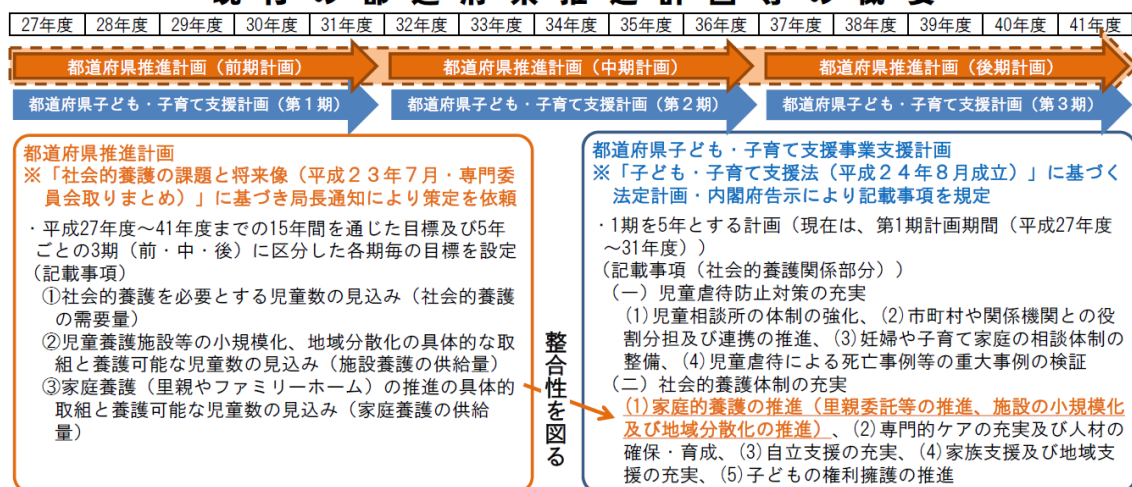 現行の都道府県推進計画等の概要
27年度 28年度 29年度 30年度 31年度 32年度 33年度 34年度 35年度 36年度 37年度 38年度 39年度 40年度 41年度
都道府県推進計画（前期計画） 都道府県推進計画（中期計画） 都道府県推進計画（後期計画）
都道府県子ども・子育て支援計画（第１期） 都道府県子ども・子育て支援計画（第２期） 都道府県子ども・子育て支援計画（第３期）
都道府県推進計画
※「社会的養護の課題と将来像（平成２３年７月・専門委
員会取りまとめ）」に基づき局長通知により策定を依頼
・平成27年度～41年度までの15年間を通じた目標及び5年
ごとの3期（前・中・後）に区分した各期毎の目標を設定
（記載事項）
①社会的養護を必要とする児童数の見込み（社会的養護
の需要量）
②児童養護施設等の小規模化、地域分散化の具体的な取
組と養護可能な児童数の見込み（施設養護の供給量）
③家庭養護（里親やファミリーホーム）の推進の具体的
取組と養護可能な児童数の見込み（家庭養護の供給
量）
整合性を図る
都道府県子ども・子育て支援事業支援計画
※「子ども・子育て支援法（平成２４年８月成立）」に基づく
法定計画・内閣府告示により記載事項を規定
・1期を5年とする計画（現在は、第1期計画期間（平成27年度
～31年度））
（記載事項（社会的養護関係部分））
（一）児童虐待防止対策の充実
(1)児童相談所の体制の強化、(2)市町村や関係機関との役
割分担及び連携の推進、(3)妊婦や子育て家庭の相談体制の
整備、(4)児童虐待による死亡事例等の重大事例の検証
（二）社会的養護体制の充実
(1)家庭的養護の推進（里親委託等の推進、施設の小規模化
及び地域分散化の推進）、(2)専門的ケアの充実及び人材の
確保・育成、(3)自立支援の充実、(4)家族支援及び地域支
援の充実、(5)子どもの権利擁護の推進